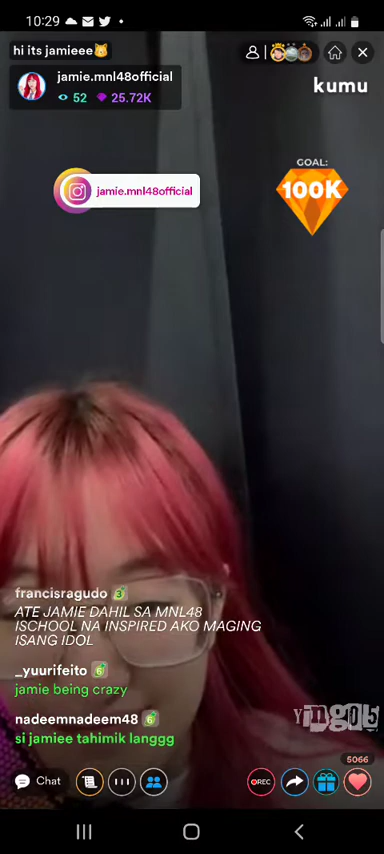 10:29
hi its jamieee
jamie.mnl48official
52 25.72K
kumu
jamie.mnl48official
GOAL:
100K
francisragudo 3
ATE JAMIE DAHIL SA MNL48
ISCHOOL NA INSPIRED AKO MAGING
ISANG IDOL
_yuurifeito 6
jamie being crazy
nadeemnadeem48 6
si jamiee tahimik langgg
Ying05
5066
Chat
REC